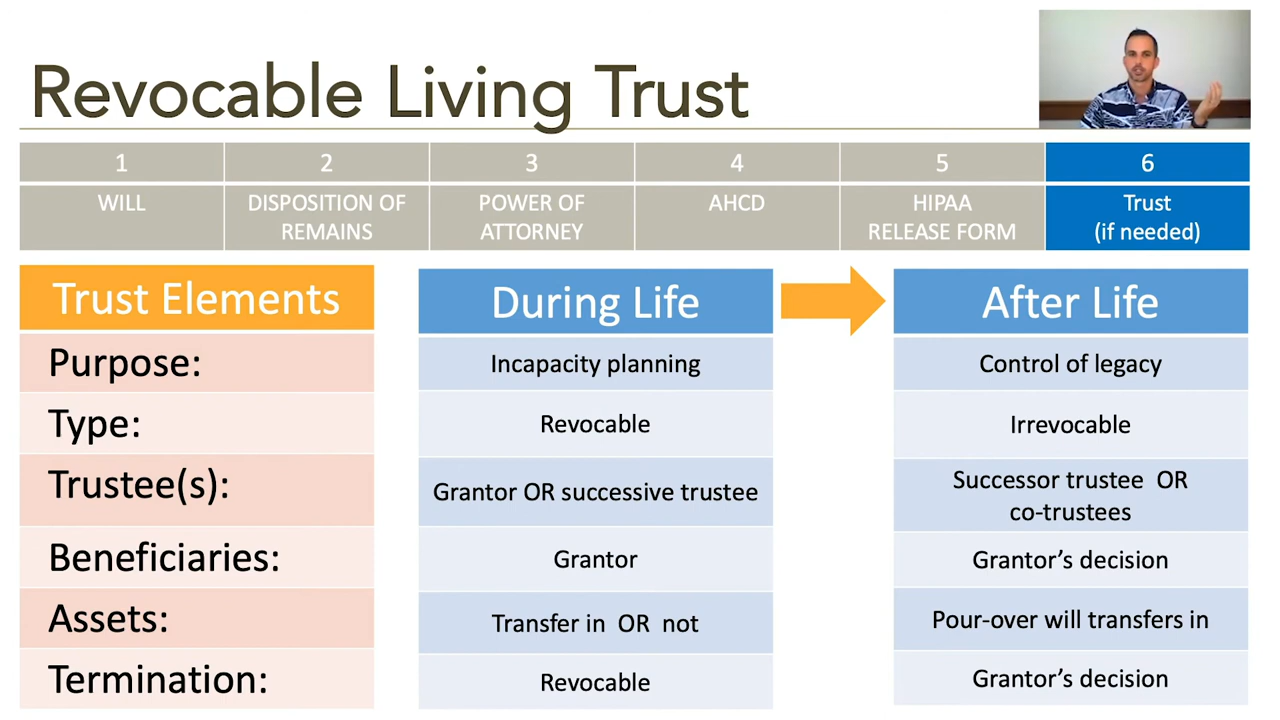 Revocable Living Trust
1
2
3
4
5
6
WILL
DISPOSITION OF
REMAINS
POWER OF
ATTORNEY
AHCD
HIPAA
RELEASE FORM
Trust
(if needed)
Trust Elements
During Life
After Life
Purpose:
Incapacity planning
Control of legacy
Type:
Revocable
Irrevocable
Trustee(s):
Grantor OR successive trustee
Successor trustee OR
co-trustees
Beneficiaries:
Grantor
Grantor’s decision
Assets:
Transfer in OR not
Pour-over will transfers in
Termination:
Revocable
Grantor’s decision